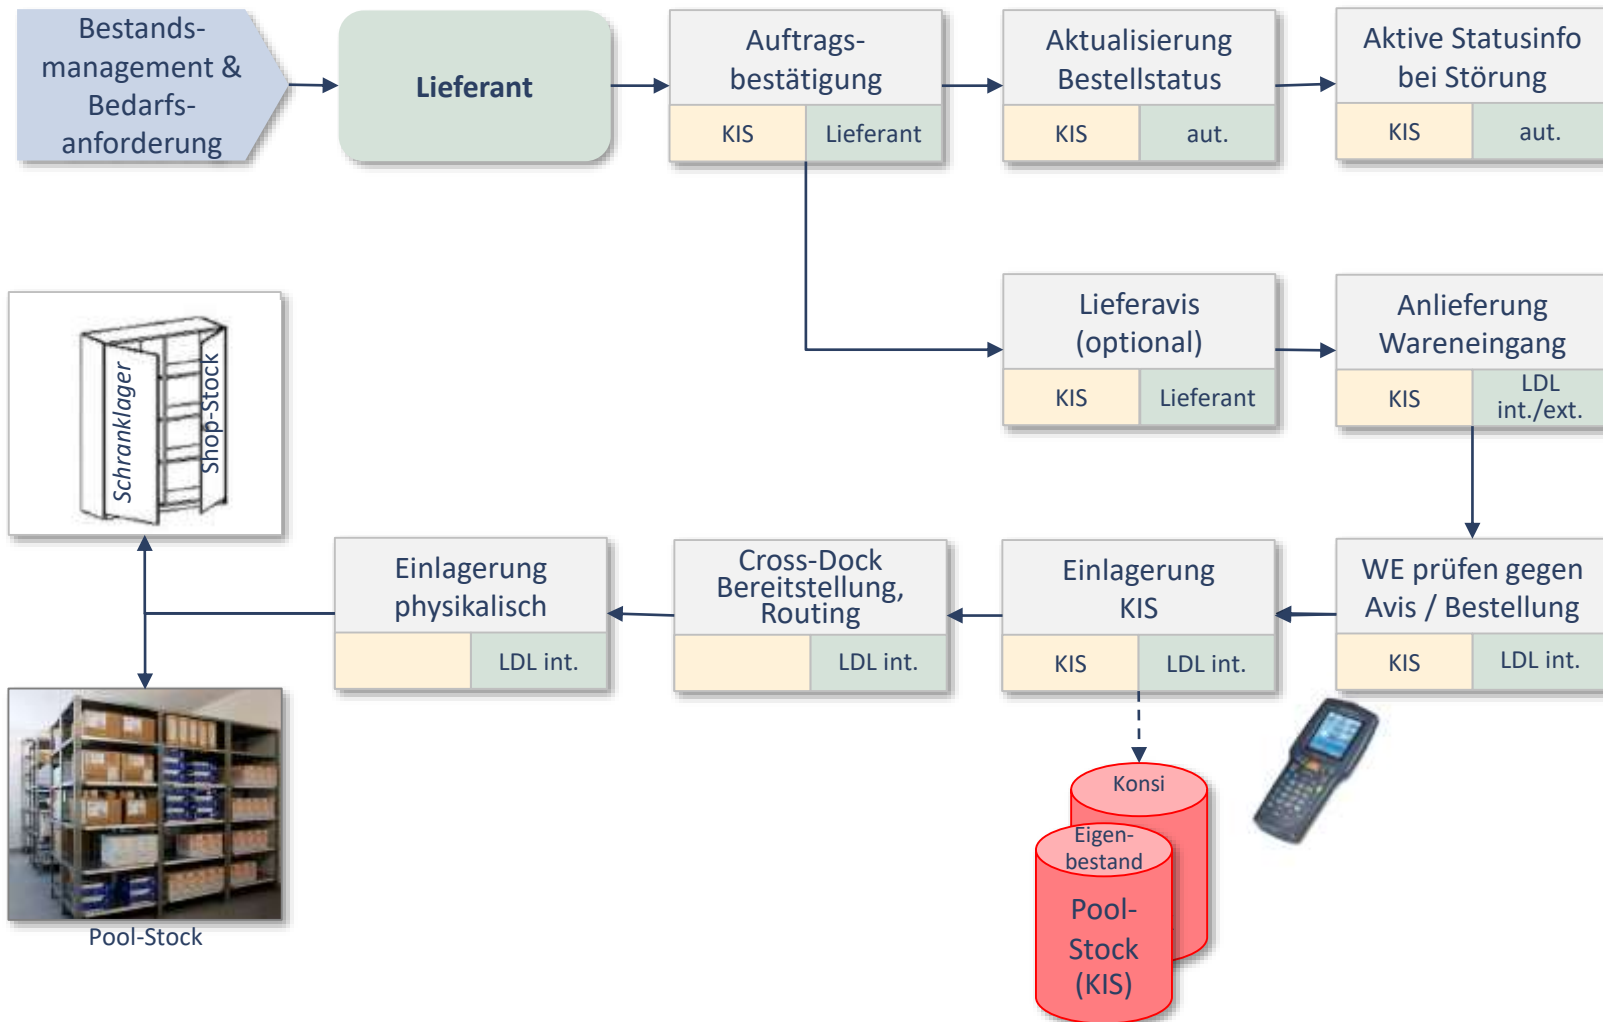 Bestands-
management &
Bedarfs-
anforderung
Lieferant
Auftrags-
bestätigung
KIS
Lieferant
Aktualisierung
Bestellstatus
KIS
aut.
Aktive Statusinfo
bei Störung
KIS
aut.
Lieferavis
(optional)
KIS
Lieferant
Anlieferung
Wareneingang
KIS
LDL
int./ext.
Schranklager
Shop-Stock
Einlagerung
physikalisch
LDL int.
Cross-Dock
Bereitstellung,
Routing
LDL int.
Einlagerung
KIS
KIS
LDL int.
WE prüfen gegen
Avis / Bestellung
KIS
LDL int.
Konsi
Eigen-
bestand
Pool-
Stock
(KIS)
Pool-Stock